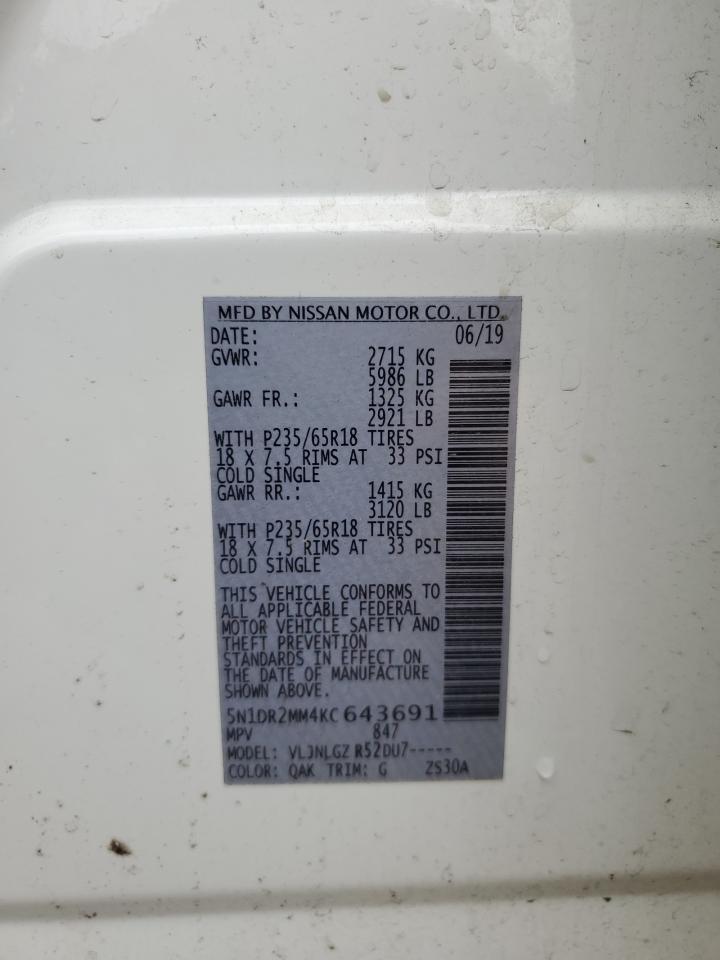 MFD BY NISSAN MOTOR CO., LTD.
DATE: 06/19
GVWR: 2715 KG
5986 LB
GAWR FR.: 1325 KG
2921 LB
WITH P235/65R18 TIRES
18 X 7.5 RIMS AT 33 PSI
COLD SINGLE
GAWR RR.: 1415 KG
3120 LB
WITH P235/65R18 TIRES
18 X 7.5 RIMS AT 33 PSI
COLD SINGLE
THIS VEHICLE CONFORMS TO
ALL APPLICABLE FEDERAL
MOTOR VEHICLE SAFETY AND
THEFT PREVENTION
STANDARDS IN EFFECT ON
THE DATE OF MANUFACTURE
SHOWN ABOVE.
5N1DR2MM4KC643691
MPV 847
MODEL: VLJNLGZ R52DU7-----
COLOR: QAK TRIM: G ZS30A